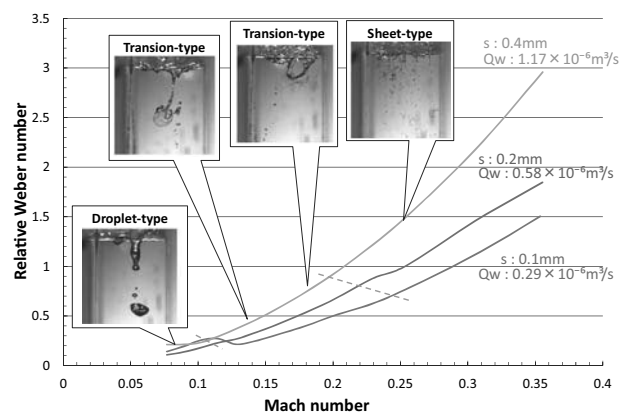 3.5
3
2.5
2
1.5
1
0.5
0
0
0.05
0.1
0.15
0.2
0.25
0.3
0.35
0.4
Relative Weber number
Mach number
Transion-type
Transion-type
Sheet-type
Droplet-type
s : 0.4mm
Qw : 1.17×10⁻⁶m³/s
s : 0.2mm
Qw : 0.58×10⁻⁶m³/s
s : 0.1mm
Qw : 0.29×10⁻⁶m³/s